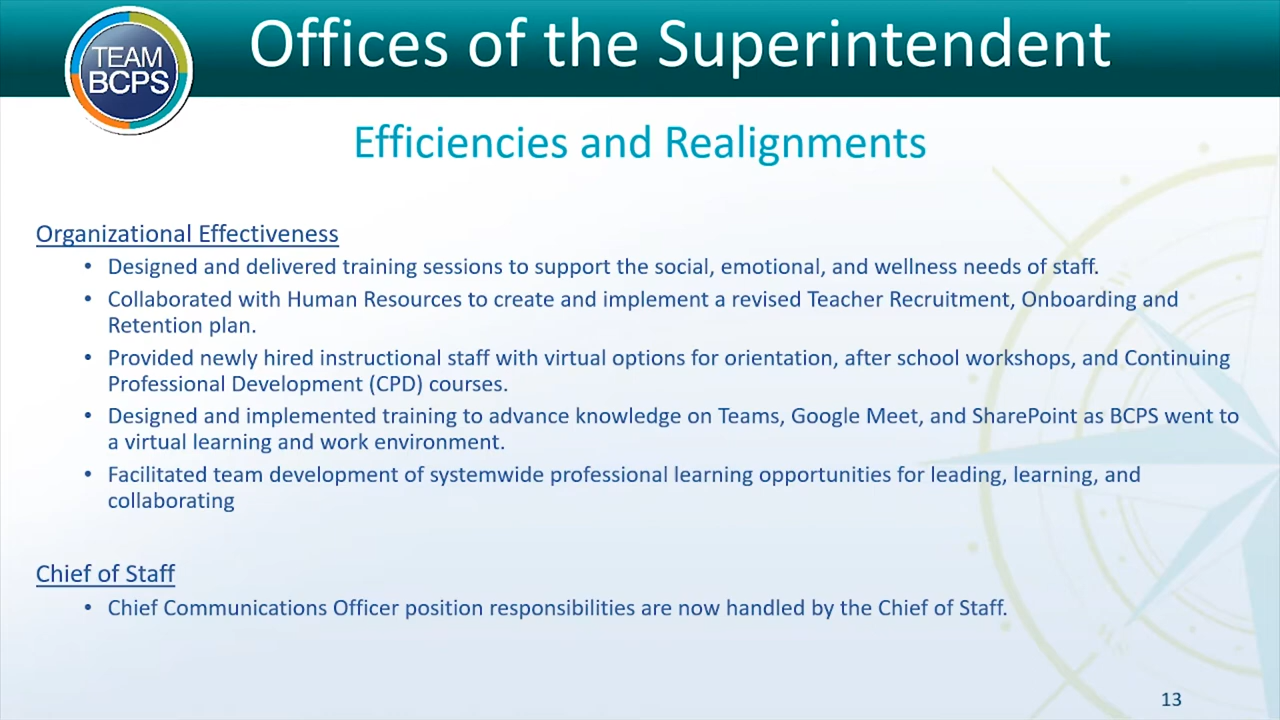 TEAM
BCPS
Offices of the Superintendent
Efficiencies and Realignments
Organizational Effectiveness
• Designed and delivered training sessions to support the social, emotional, and wellness needs of staff.
• Collaborated with Human Resources to create and implement a revised Teacher Recruitment, Onboarding and
Retention plan.
• Provided newly hired instructional staff with virtual options for orientation, after school workshops, and Continuing
Professional Development (CPD) courses.
• Designed and implemented training to advance knowledge on Teams, Google Meet, and SharePoint as BCPS went to
a virtual learning and work environment.
• Facilitated team development of systemwide professional learning opportunities for leading, learning, and
collaborating
Chief of Staff
• Chief Communications Officer position responsibilities are now handled by the Chief of Staff.
13